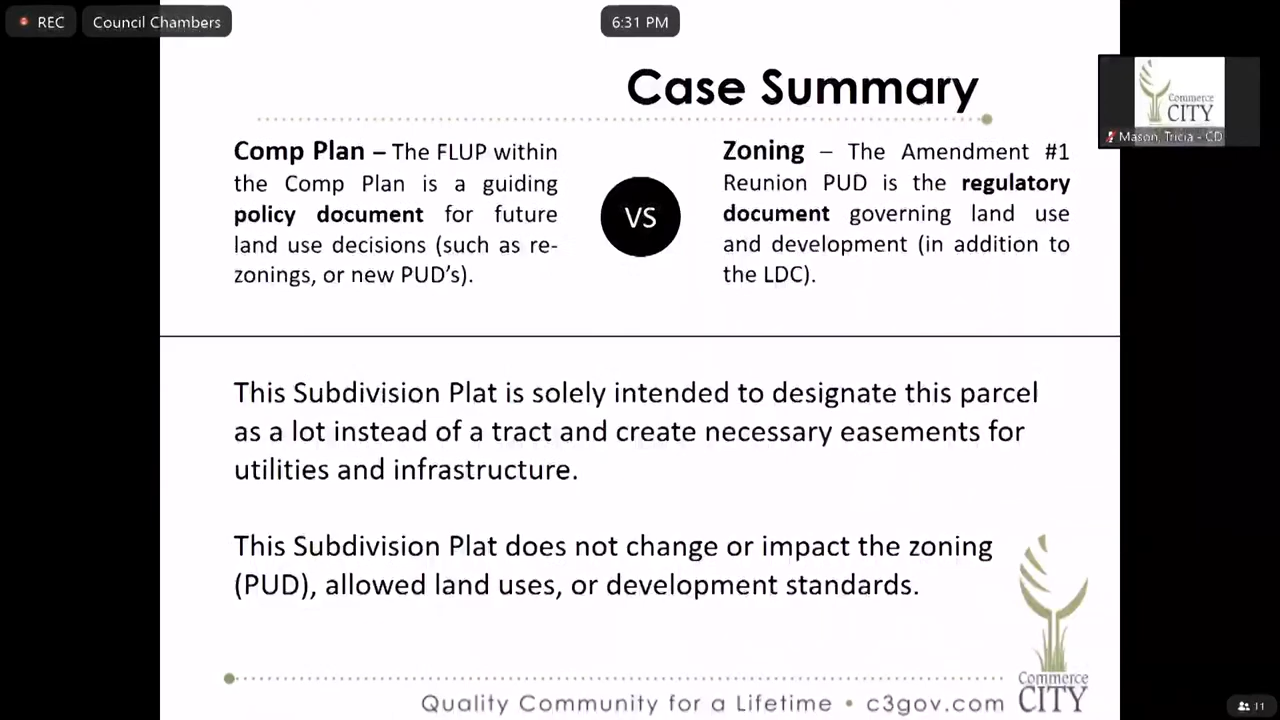 REC
Council Chambers
6:31 PM
Case Summary
Commerce
CITY
Mason, Tricia - CD
Comp Plan – The FLUP within
the Comp Plan is a guiding
policy document for future
land use decisions (such as re-
zonings, or new PUD's).
VS
Zoning – The Amendment #1
Reunion PUD is the regulatory
document governing land use
and development (in addition to
the LDC).
This Subdivision Plat is solely intended to designate this parcel
as a lot instead of a tract and create necessary easements for
utilities and infrastructure.
This Subdivision Plat does not change or impact the zoning
(PUD), allowed land uses, or development standards.
Commerce
CITY
Quality Community for a Lifetime • c3gov.com
11